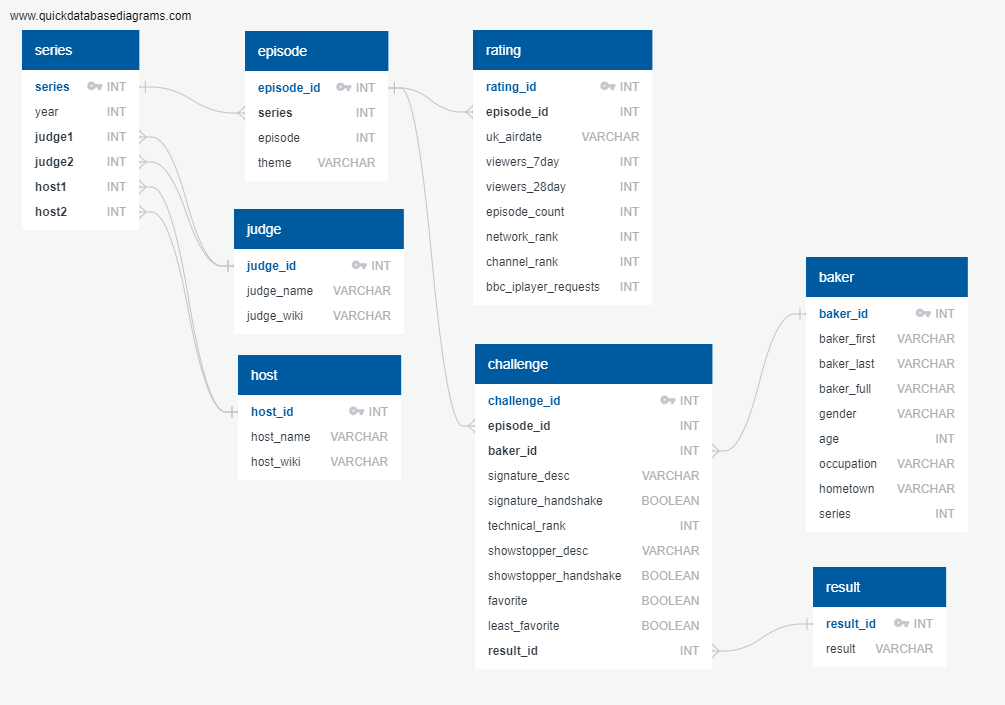 www.quickdatabasediagrams.com
series
series INT
year INT
judge1 INT
judge2 INT
host1 INT
host2 INT
episode
episode_id INT
series INT
episode INT
theme VARCHAR
judge
judge_id INT
judge_name VARCHAR
judge_wiki VARCHAR
host
host_id INT
host_name VARCHAR
host_wiki VARCHAR
rating
rating_id INT
episode_id INT
uk_airdate VARCHAR
viewers_7day INT
viewers_28day INT
episode_count INT
network_rank INT
channel_rank INT
bbc_iplayer_requests INT
challenge
challenge_id INT
episode_id INT
baker_id INT
signature_desc VARCHAR
signature_handshake BOOLEAN
technical_rank INT
showstopper_desc VARCHAR
showstopper_handshake BOOLEAN
favorite BOOLEAN
least_favorite BOOLEAN
result_id INT
baker
baker_id INT
baker_first VARCHAR
baker_last VARCHAR
baker_full VARCHAR
gender VARCHAR
age INT
occupation VARCHAR
hometown VARCHAR
series INT
result
result_id INT
result VARCHAR